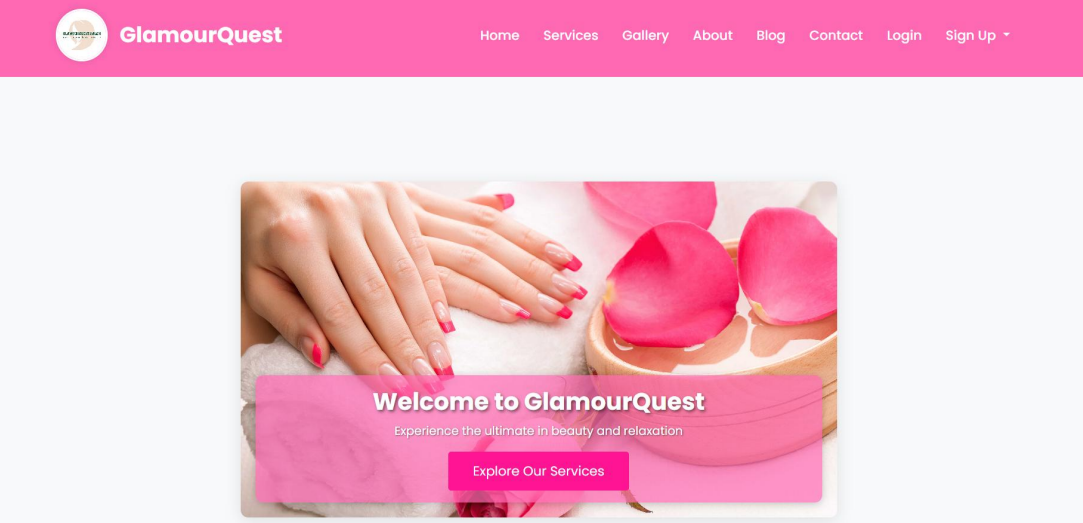 GlamourQuest
Home Services Gallery About Blog Contact Login Sign Up
Welcome to GlamourQuest
Experience the ultimate in beauty and relaxation
Explore Our Services